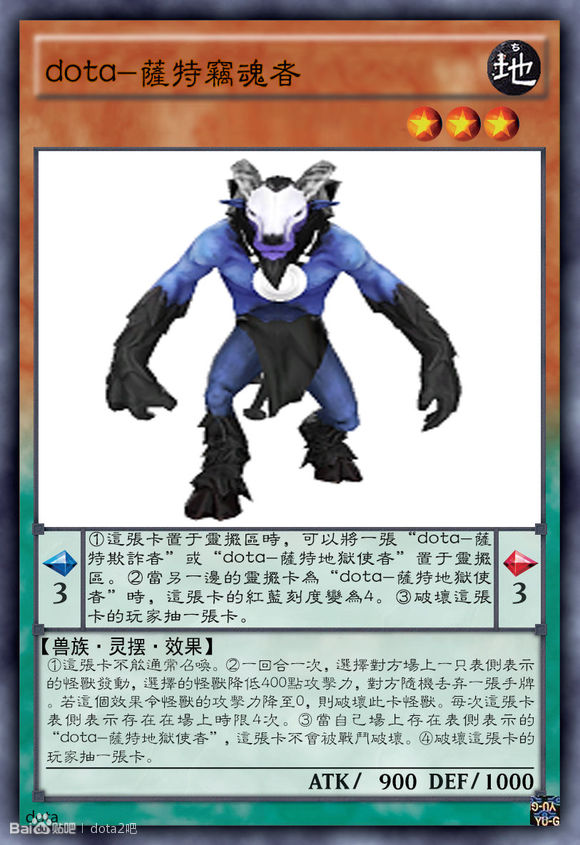 dota-薩特竊魂者
ち
地
①這張卡置于靈擺區時，可以將一張“dota-薩
特欺詐者”或“dota-薩特地獄使者”置于靈擺
區。②當另一邊的靈擺卡為“dota-薩特地獄使
者”時，這張卡的紅藍刻度變為4。③破壞這張
卡的玩家抽一張卡。
3
3
【兽族·灵摆·效果】
①這張卡不能通常召喚。②一回合一次，選擇對方場上一只表側表示
的怪獸發動，選擇的怪獸降低400點攻擊力，對方隨機丟弃一張手牌
。若這個效果令怪獸的攻擊力降至0，則破壞此卡怪獸。每次這張卡
表側表示存在在場上時限4次。③當自己場上存在表側表示的
“dota-薩特地獄使者”，這張卡不會被戰鬥破壞。④破壞這張卡的
玩家抽一張卡。
ATK/ 900 DEF/1000
dota
Bai 贴吧 | dota2吧
YU-G
YU-G